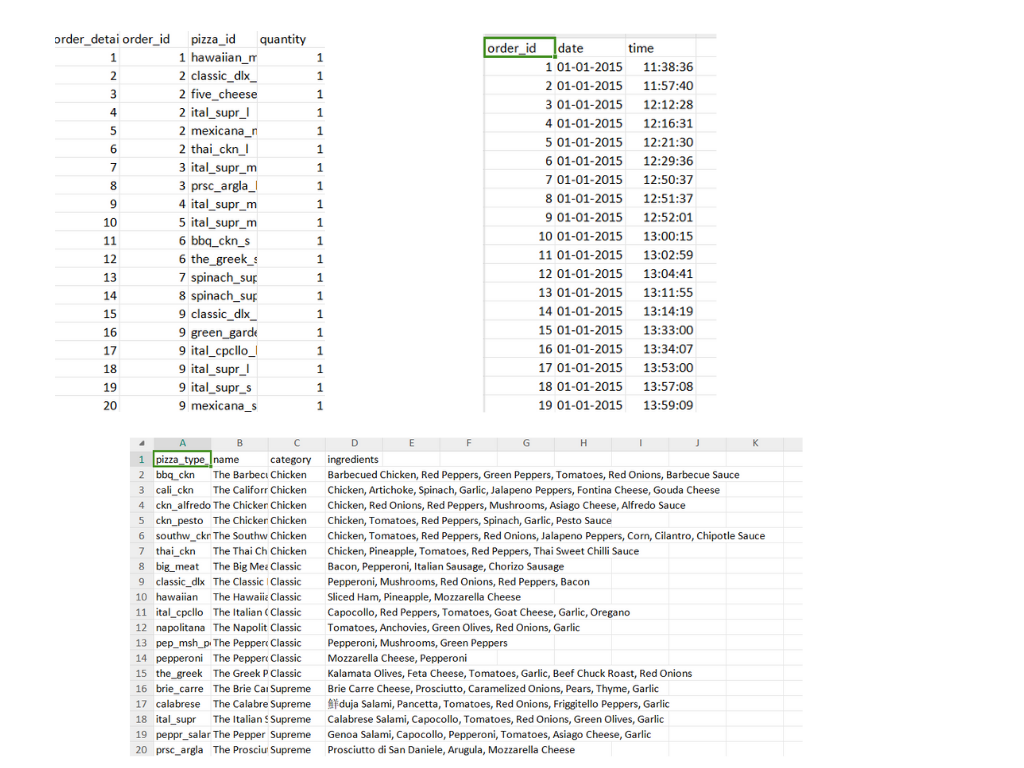 order_detai order_id pizza_id quantity
1 1 hawaiian_m 1
2 2 classic_dlx_ 1
3 2 five_cheese 1
4 2 ital_supr_l 1
5 2 mexicana_m 1
6 2 thai_ckn_l 1
7 3 ital_supr_m 1
8 3 prsc_argla_l 1
9 4 ital_supr_m 1
10 5 ital_supr_m 1
11 6 bbq_ckn_s 1
12 6 the_greek_s 1
13 7 spinach_sup 1
14 8 spinach_sup 1
15 9 classic_dlx_ 1
16 9 green_garde 1
17 9 ital_cpcllo_l 1
18 9 ital_supr_l 1
19 9 ital_supr_s 1
20 9 mexicana_s 1
order_id date time
1 01-01-2015 11:38:36
2 01-01-2015 11:57:40
3 01-01-2015 12:12:28
4 01-01-2015 12:16:31
5 01-01-2015 12:21:30
6 01-01-2015 12:29:36
7 01-01-2015 12:50:37
8 01-01-2015 12:51:37
9 01-01-2015 12:52:01
10 01-01-2015 13:00:15
11 01-01-2015 13:02:59
12 01-01-2015 13:04:41
13 01-01-2015 13:11:55
14 01-01-2015 13:14:19
15 01-01-2015 13:33:00
16 01-01-2015 13:34:07
17 01-01-2015 13:53:00
18 01-01-2015 13:57:08
19 01-01-2015 13:59:09
A B C D E F G H I J K
1 pizza_type_ name category ingredients
2 bbq_ckn The Barbecu Chicken Barbecued Chicken, Red Peppers, Green Peppers, Tomatoes, Red Onions, Barbecue Sauce
3 cali_ckn The Californ Chicken Chicken, Artichoke, Spinach, Garlic, Jalapeno Peppers, Fontina Cheese, Gouda Cheese
4 ckn_alfredo The Chicken Chicken Chicken, Red Onions, Red Peppers, Mushrooms, Asiago Cheese, Alfredo Sauce
5 ckn_pesto The Chicken Chicken Chicken, Tomatoes, Red Peppers, Spinach, Garlic, Pesto Sauce
6 southw_ckn The Southw Chicken Chicken, Tomatoes, Red Peppers, Red Onions, Jalapeno Peppers, Corn, Cilantro, Chipotle Sauce
7 thai_ckn The Thai Ch Chicken Chicken, Pineapple, Tomatoes, Red Peppers, Thai Sweet Chilli Sauce
8 big_meat The Big Mea Classic Bacon, Pepperoni, Italian Sausage, Chorizo Sausage
9 classic_dlx The Classic Classic Pepperoni, Mushrooms, Red Onions, Red Peppers, Bacon
10 hawaiian The Hawaiia Classic Sliced Ham, Pineapple, Mozzarella Cheese
11 ital_cpcllo The Italian C Classic Capocollo, Red Peppers, Tomatoes, Goat Cheese, Garlic, Oregano
12 napolitana The Napolit Classic Tomatoes, Anchovies, Green Olives, Red Onions, Garlic
13 pep_msh_p The Pepper Classic Pepperoni, Mushrooms, Green Peppers
14 pepperoni The Pepper Classic Mozzarella Cheese, Pepperoni
15 the_greek The Greek P Classic Kalamata Olives, Feta Cheese, Tomatoes, Garlic, Beef Chuck Roast, Red Onions
16 brie_carre The Brie Car Supreme Brie Carre Cheese, Prosciutto, Caramelized Onions, Pears, Thyme, Garlic
17 calabrese The Calabre Supreme 鮮duja Salami, Pancetta, Tomatoes, Red Onions, Friggitello Peppers, Garlic
18 ital_supr The Italian S Supreme Calabrese Salami, Capocollo, Tomatoes, Red Onions, Green Olives, Garlic
19 peppr_salar The Pepper Supreme Genoa Salami, Capocollo, Pepperoni, Tomatoes, Asiago Cheese, Garlic
20 prsc_argla The Prosciut Supreme Prosciutto di San Daniele, Arugula, Mozzarella Cheese